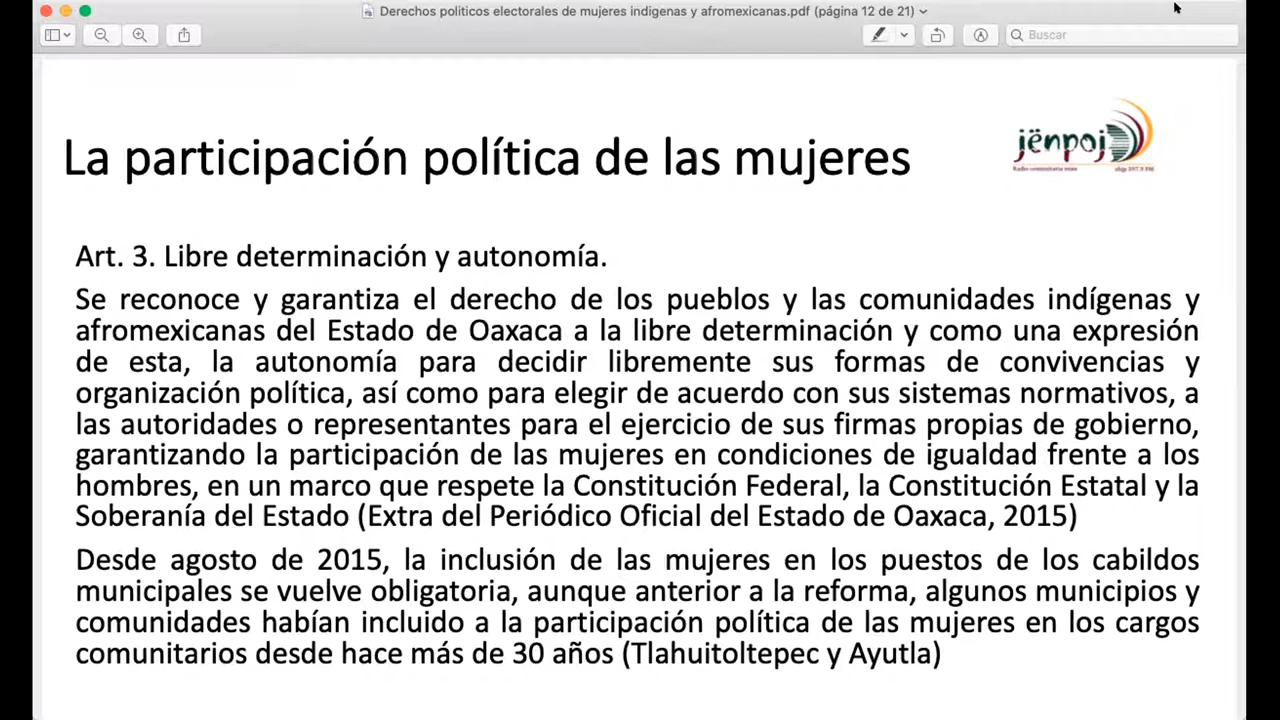 Derechos politicos electorales de mujeres indigenas y afromexicanas.pdf (página 12 de 21)
Buscar
La participación política de las mujeres
jënpoj
Radio comunitaria mixe
xhjp 107.9 FM
Art. 3. Libre determinación y autonomía.
Se reconoce y garantiza el derecho de los pueblos y las comunidades indígenas y
afromexicanas del Estado de Oaxaca a la libre determinación y como una expresión
de esta, la autonomía para decidir libremente sus formas de convivencias y
organización política, así como para elegir de acuerdo con sus sistemas normativos, a
las autoridades o representantes para el ejercicio de sus firmas propias de gobierno,
garantizando la participación de las mujeres en condiciones de igualdad frente a los
hombres, en un marco que respete la Constitución Federal, la Constitución Estatal y la
Soberanía del Estado (Extra del Periódico Oficial del Estado de Oaxaca, 2015)
Desde agosto de 2015, la inclusión de las mujeres en los puestos de los cabildos
municipales se vuelve obligatoria, aunque anterior a la reforma, algunos municipios y
comunidades habían incluido a la participación política de las mujeres en los cargos
comunitarios desde hace más de 30 años (Tlahuitoltepec y Ayutla)